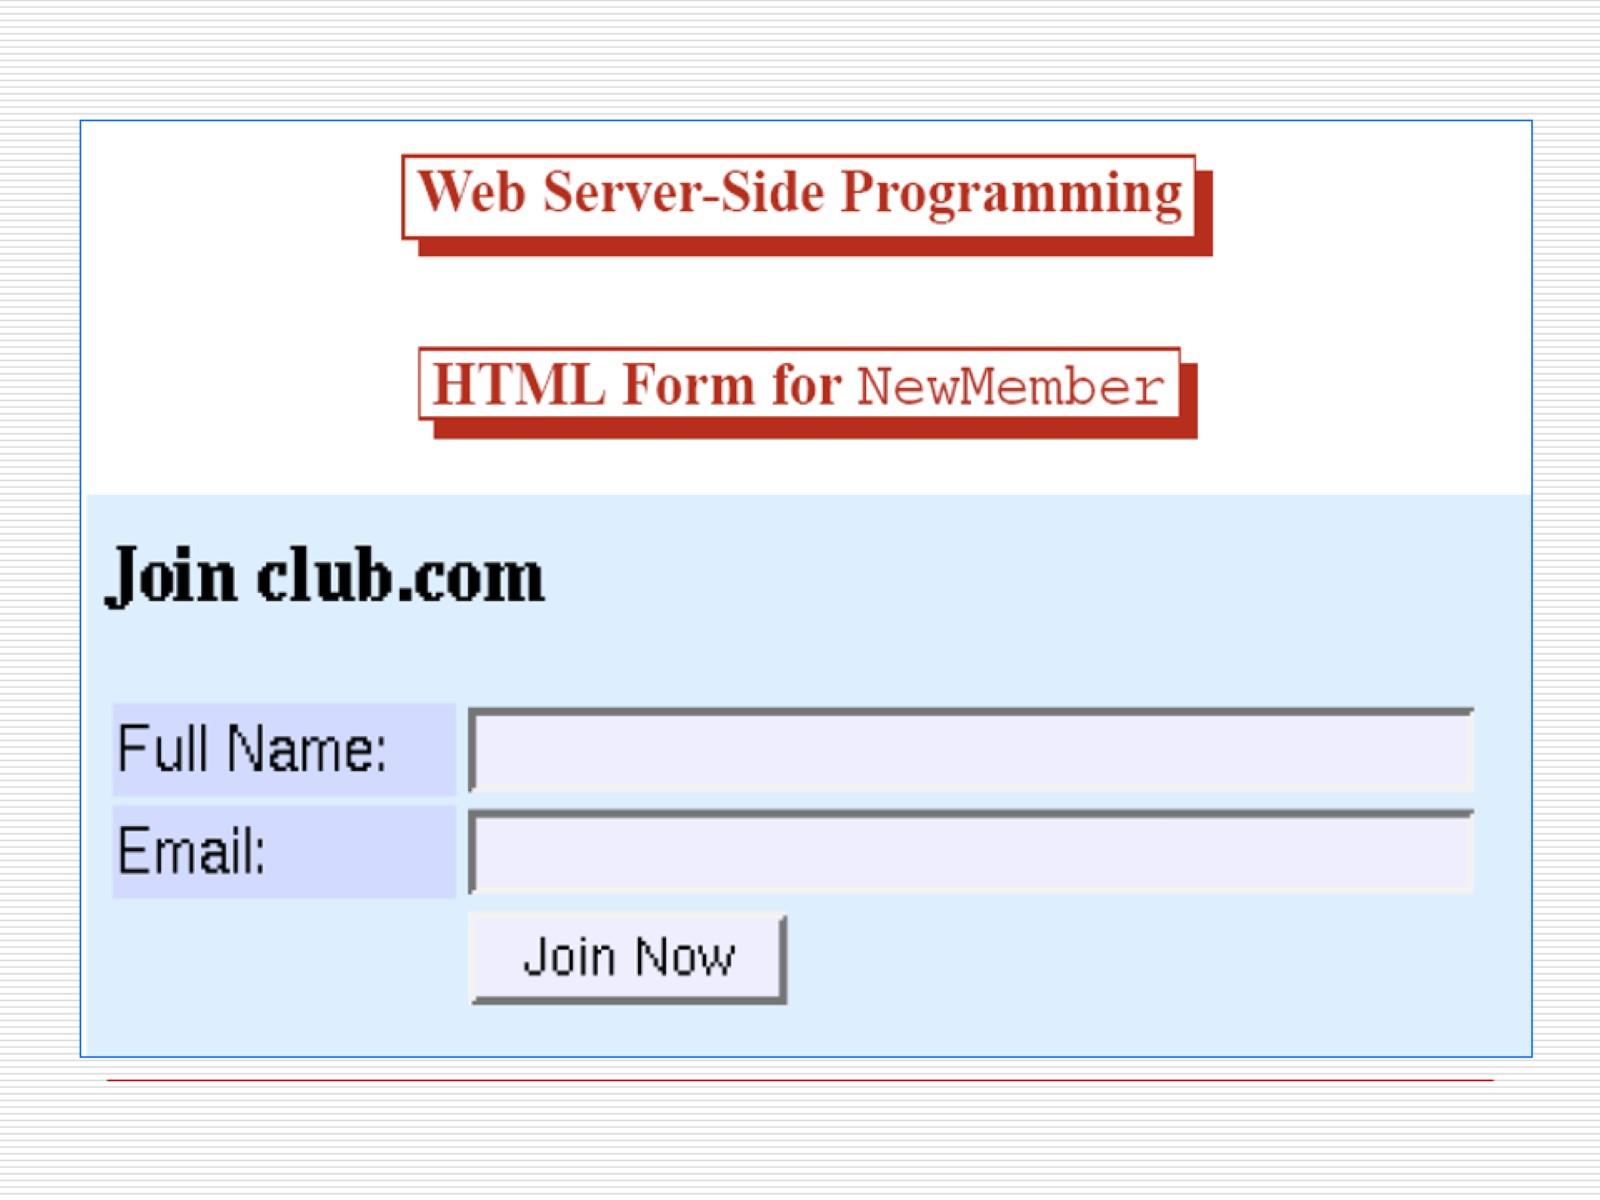 Web Server-Side Programming
HTML Form for NewMember
Join club.com
Full Name:
Email:
Join Now